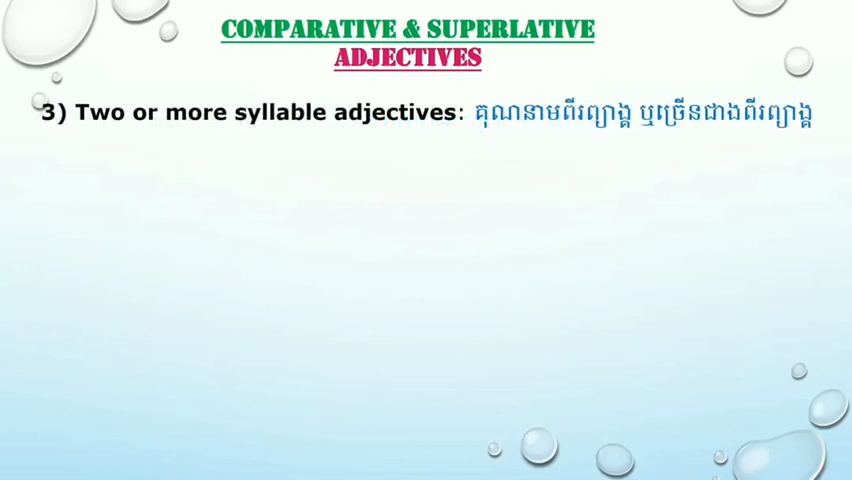 COMPARATIVE & SUPERLATIVE
ADJECTIVES
3) Two or more syllable adjectives: គុណនាមពីរព្យាង្គ ឬច្រើនជាងពីរព្យាង្គ